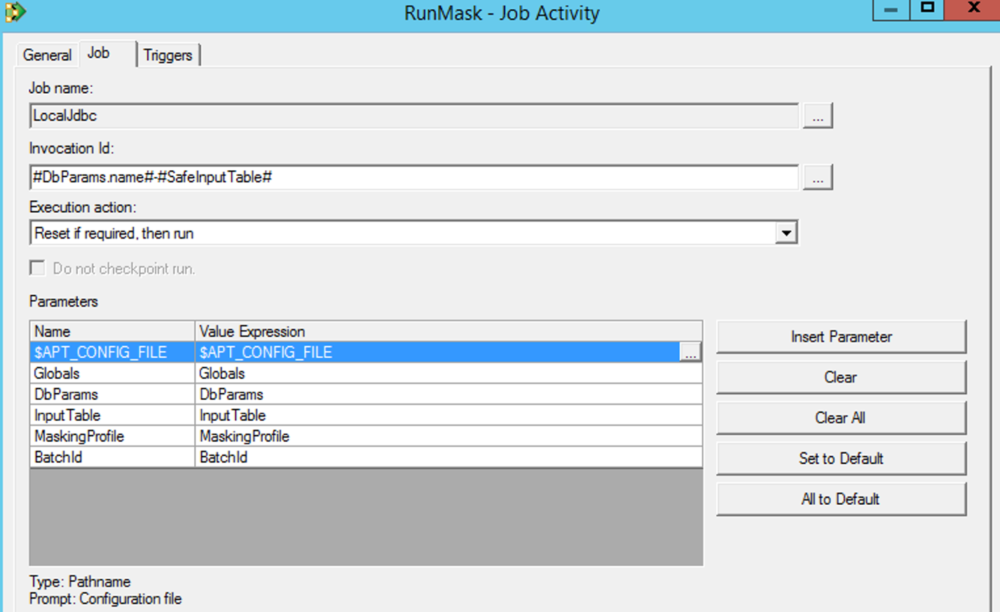 RunMask - Job Activity
General Job Triggers
Job name:
LocalJdbc ...
Invocation Id:
#DbParams.name#-#SafeInputTable# ...
Execution action:
Reset if required, then run
Do not checkpoint run.
Parameters
Name Value Expression
$APT_CONFIG_FILE $APT_CONFIG_FILE ...
Globals Globals
DbParams DbParams
InputTable InputTable
MaskingProfile MaskingProfile
BatchId BatchId
Insert Parameter
Clear
Clear All
Set to Default
All to Default
Type: Pathname
Prompt: Configuration file